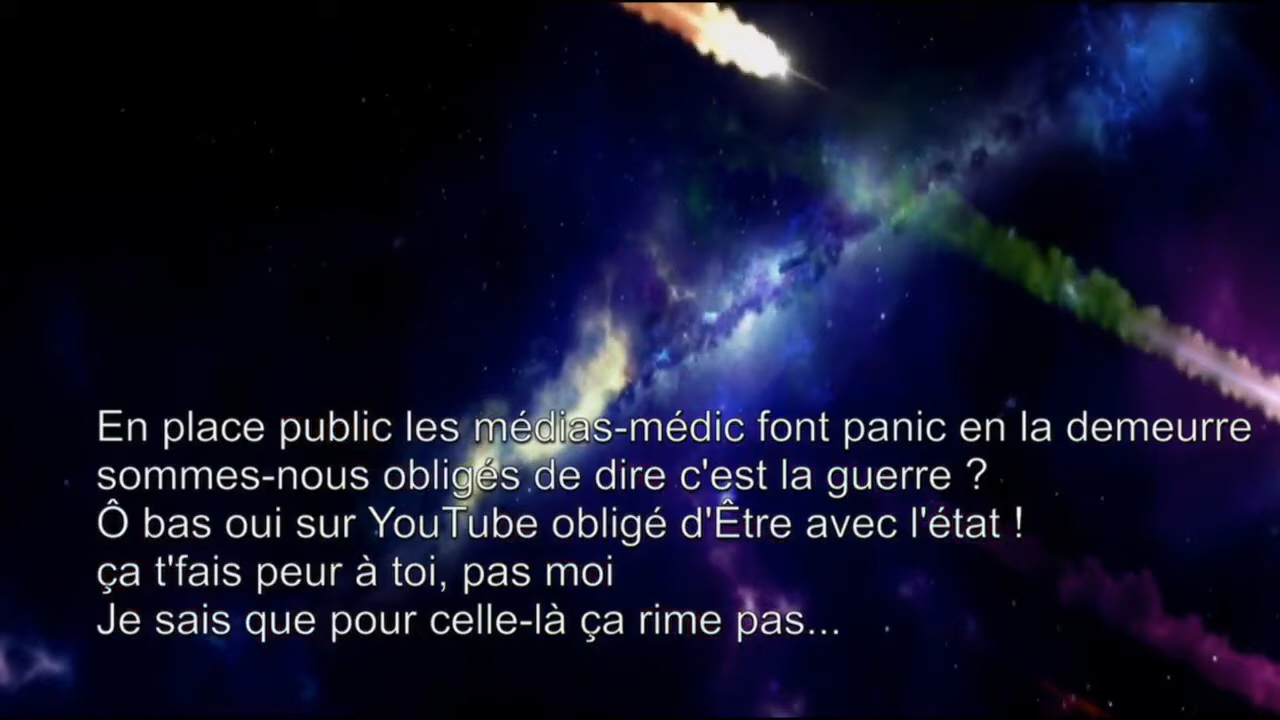 En place public les médias-médic font panic en la demeurre
sommes-nous obligés de dire c'est la guerre ?
Ô bas oui sur YouTube obligé d'Être avec l'état !
ça t'fais peur à toi, pas moi
Je sais que pour celle-là ça rime pas...